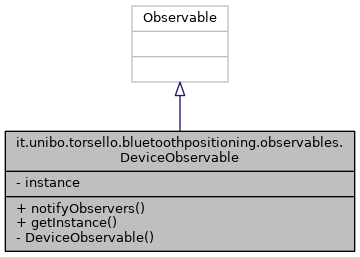 Observable
it.unibo.torsello.bluetoothpositioning.observables.
DeviceObservable
- instance
+ notifyObservers()
+ getInstance()
- DeviceObservable()